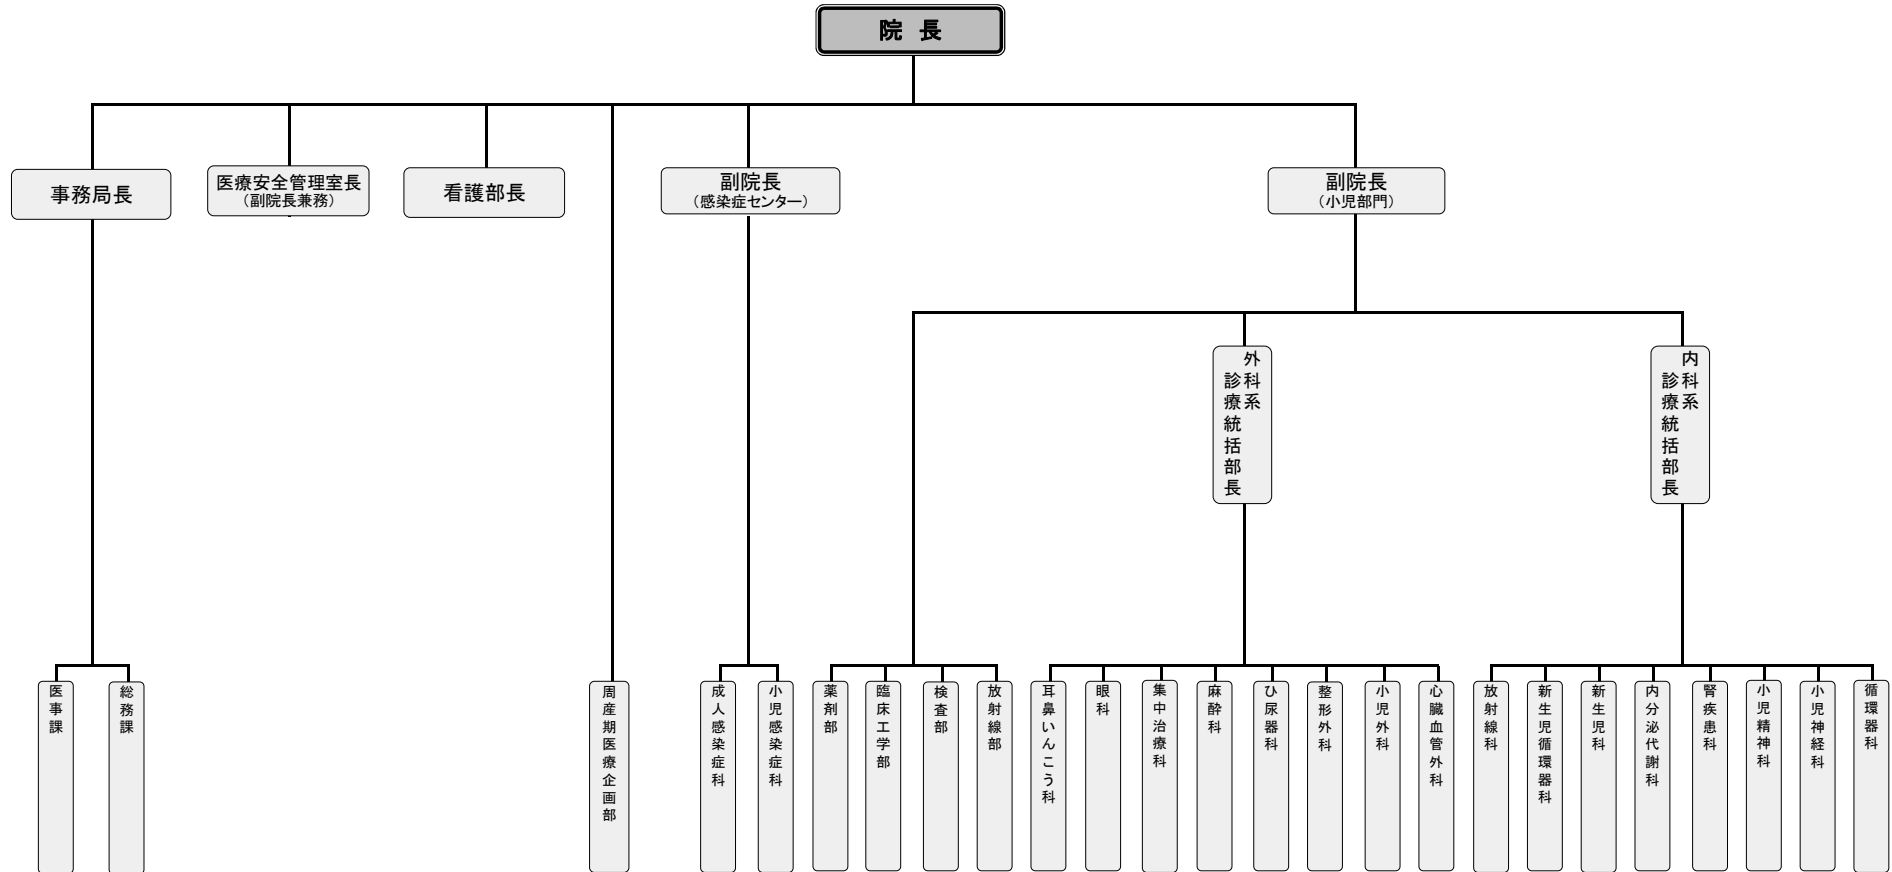 院 長
事務局長
医療安全管理室長
（副院長兼務）
看護部長
副院長
（感染症センター）
副院長
（小児部門）
外科系
診療統括部長
内科系
診療統括部長
医事課
総務課
周産期医療企画部
成人感染症科
小児感染症科
薬剤部
臨床工学部
検査部
放射線部
耳鼻いんこう科
眼科
集中治療科
麻酔科
ひ尿器科
整形外科
小児外科
心臓血管外科
放射線科
新生児循環器科
新生児科
内分泌代謝科
腎疾患科
小児精神科
小児神経科
循環器科